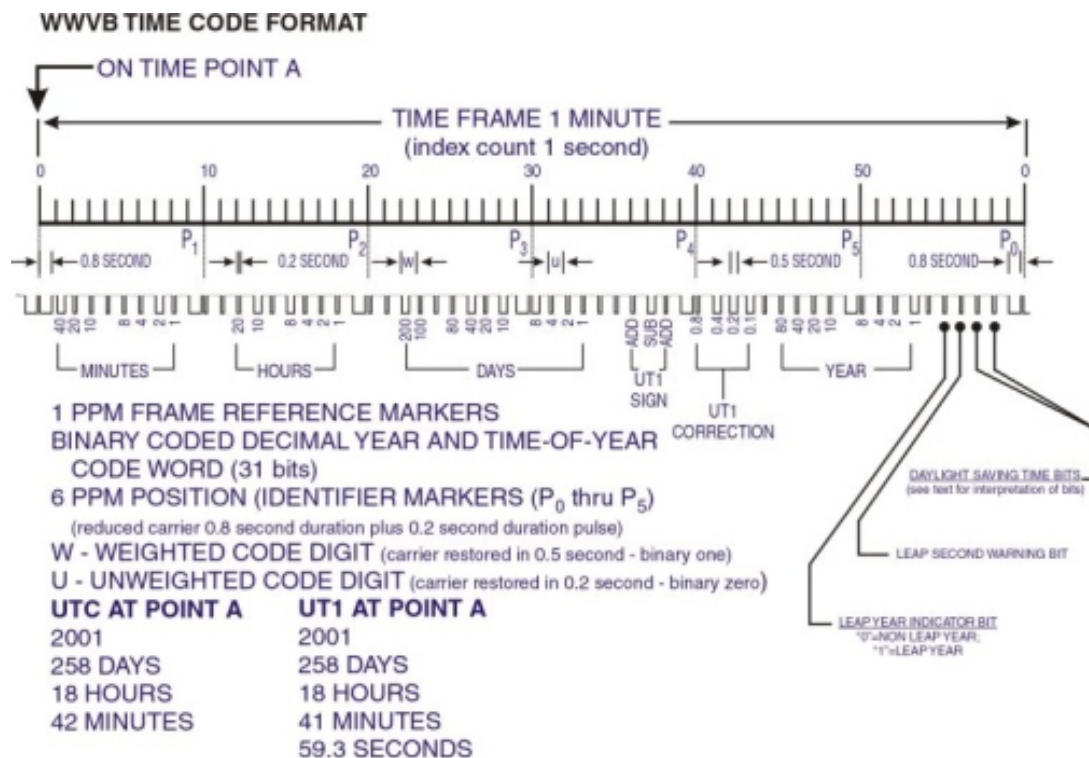 WWVB TIME CODE FORMAT
ON TIME POINT A
TIME FRAME 1 MINUTE
(index count 1 second)
0 10 20 30 40 50 0
P1 P2 P3 P4 P5 P0
0.8 SECOND 0.2 SECOND w u 0.5 SECOND 0.8 SECOND
40 20 10 8 4 2 1 20 10 8 4 2 1 200 100 80 40 20 10 8 4 2 1 ADD SUB ADD 0.8 0.4 0.2 0.1 80 40 20 10 8 4 2 1
MINUTES HOURS DAYS UT1 SIGN UT1 CORRECTION YEAR
1 PPM FRAME REFERENCE MARKERS
BINARY CODED DECIMAL YEAR AND TIME-OF-YEAR
CODE WORD (31 bits)
6 PPM POSITION (IDENTIFIER MARKERS (P0 thru P5)
(reduced carrier 0.8 second duration plus 0.2 second duration pulse)
W - WEIGHTED CODE DIGIT (carrier restored in 0.5 second - binary one)
U - UNWEIGHTED CODE DIGIT (carrier restored in 0.2 second - binary zero)
DAYLIGHT SAVING TIME BITS
(see text for interpretation of bits)
LEAP SECOND WARNING BIT
LEAP YEAR INDICATOR BIT
"0"=NON LEAP YEAR;
"1"=LEAP YEAR
UTC AT POINT A
2001
258 DAYS
18 HOURS
42 MINUTES
UT1 AT POINT A
2001
258 DAYS
18 HOURS
41 MINUTES
59.3 SECONDS